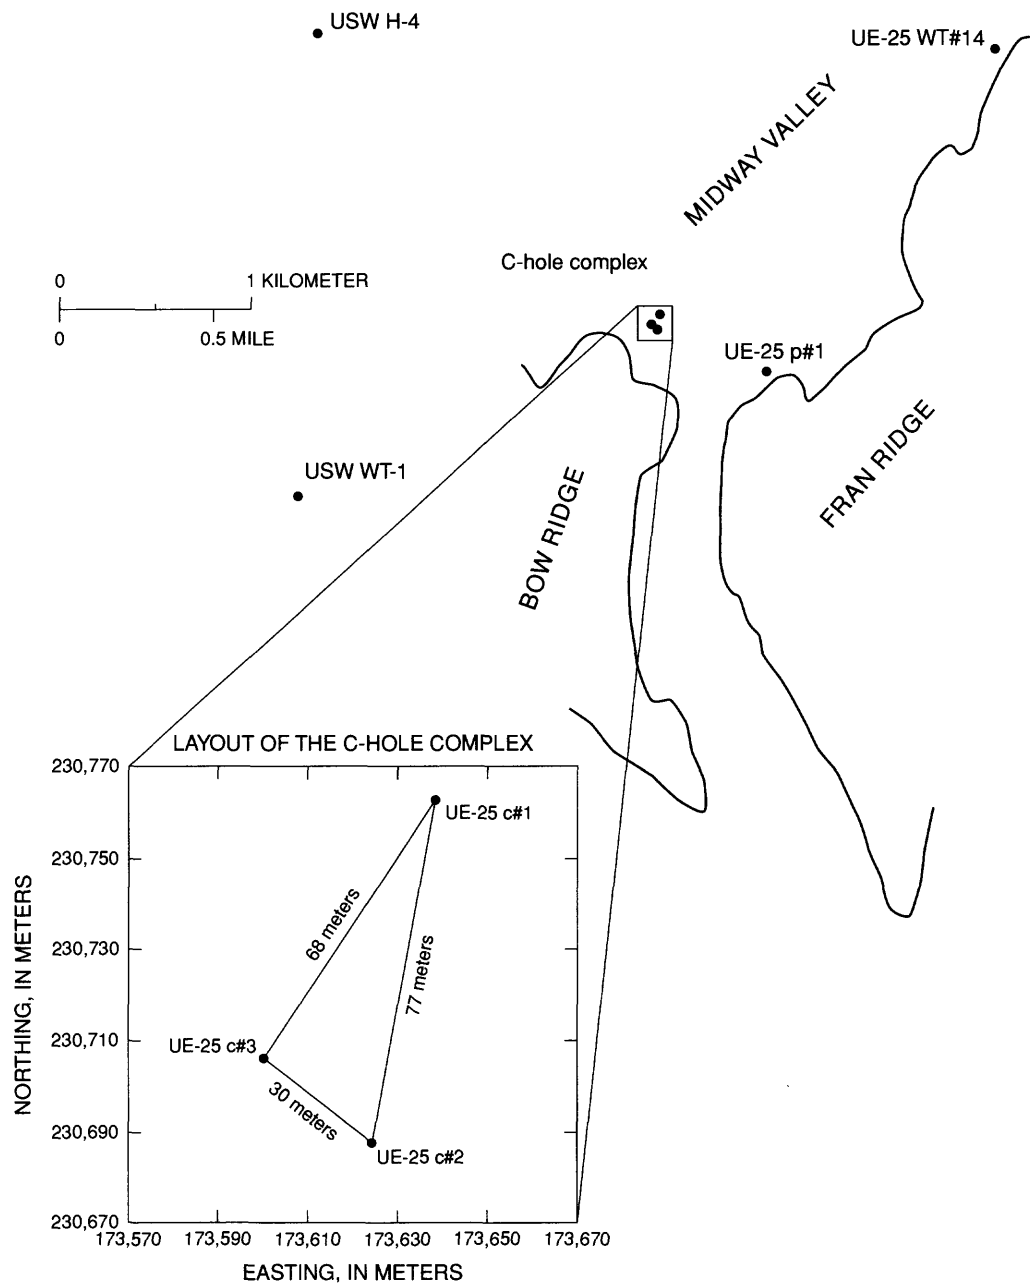 USW H-4
UE-25 WT#14
MIDWAY VALLEY
C-hole complex
0 1 KILOMETER
0 0.5 MILE
UE-25 p#1
FRAN RIDGE
USW WT-1
BOW RIDGE
LAYOUT OF THE C-HOLE COMPLEX
230,770
230,750
230,730
230,710
230,690
230,670
NORTHING, IN METERS
UE-25 c#1
68 meters
77 meters
UE-25 c#3
30 meters
UE-25 c#2
173,570 173,590 173,610 173,630 173,650 173,670
EASTING, IN METERS